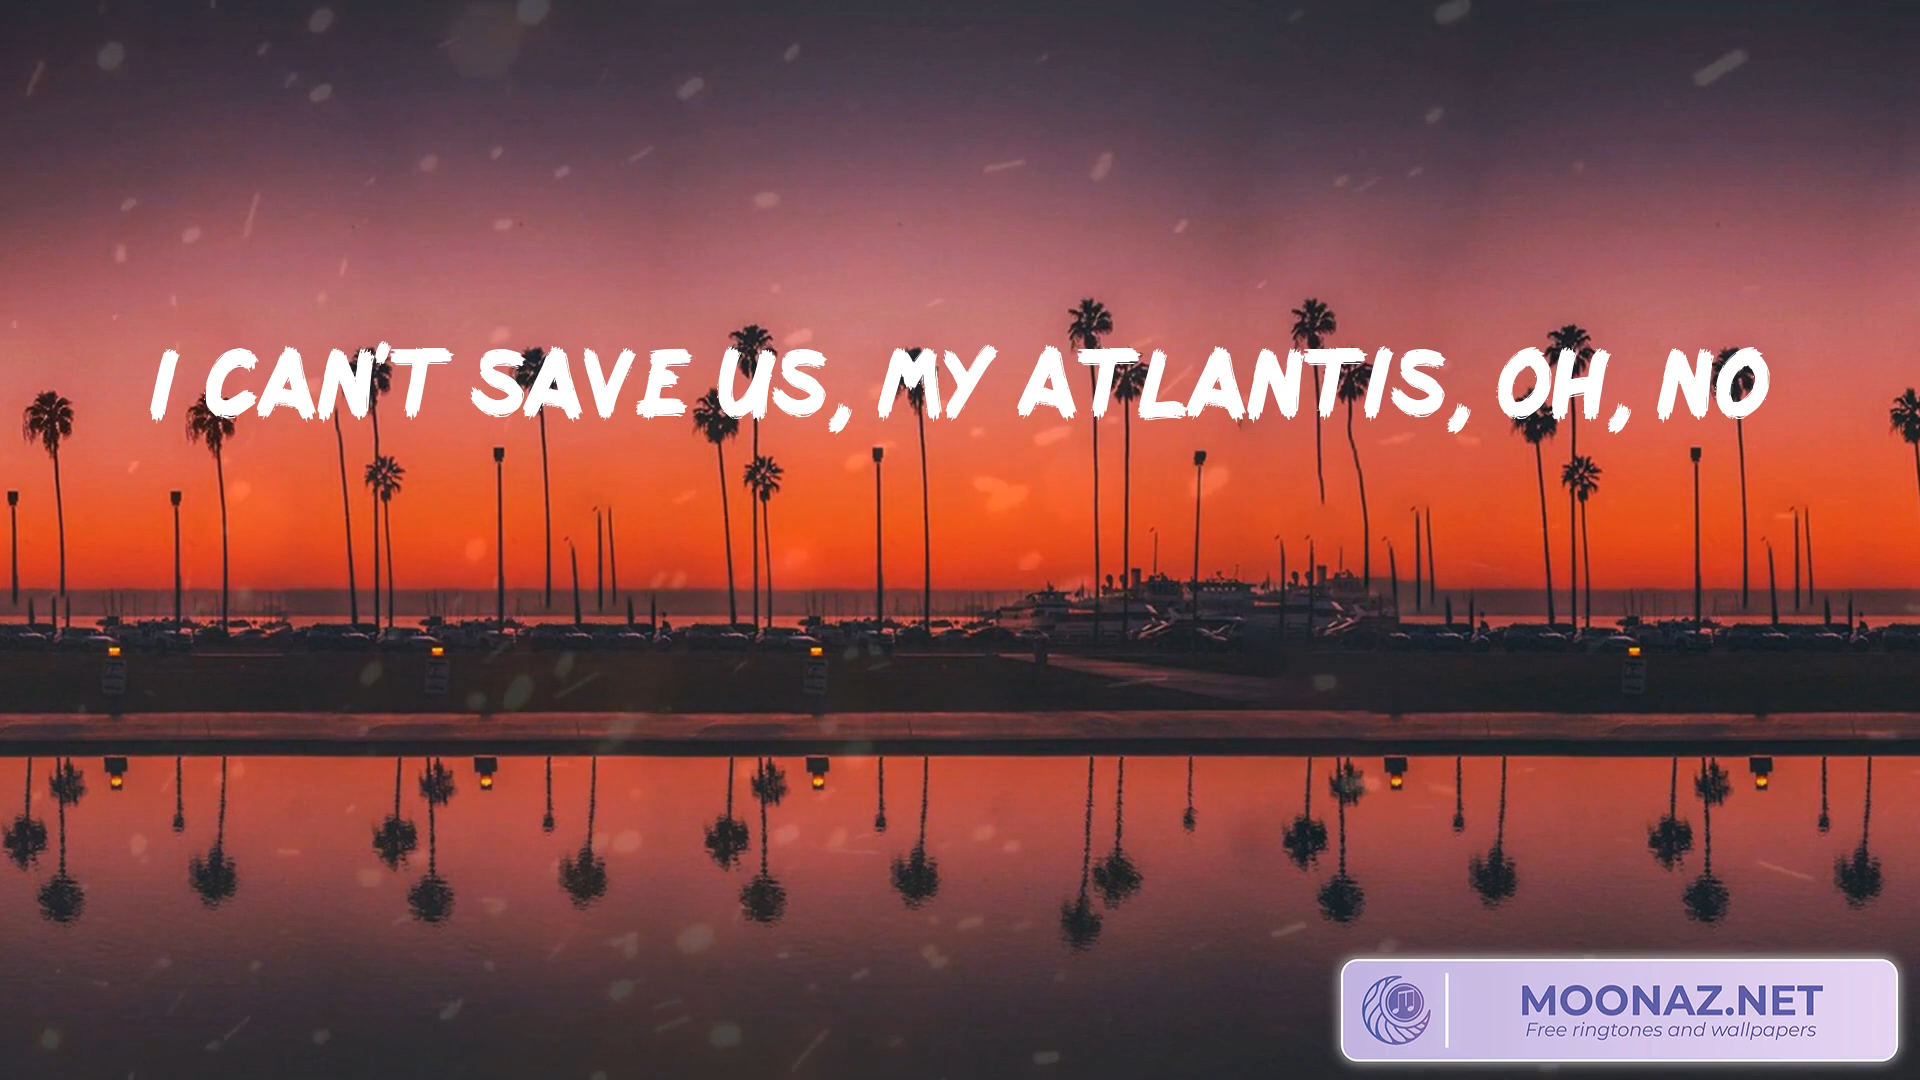 I CAN'T SAVE US, MY ATLANTIS, OH, NO
MOONAZ.NET
Free ringtones and wallpapers